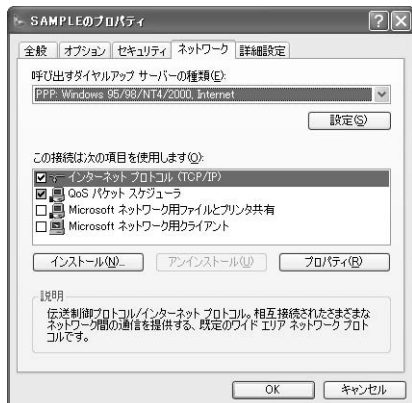 SAMPLEのプロパティ
全般 オプション セキュリティ ネットワーク 詳細設定
呼び出すダイヤルアップ サーバーの種類(E):
PPP: Windows 95/98/NT4/2000, Internet
設定(S)
この接続は次の項目を使用します(O):
インターネット プロトコル (TCP/IP)
QoS パケット スケジューラ
Microsoft ネットワーク用ファイルとプリンタ共有
Microsoft ネットワーク用クライアント
インストール(N)... アンインストール(U) プロパティ(R)
説明
伝送制御プロトコル/インターネット プロトコル。相互接続されたさまざまな
ネットワーク間の通信を提供する、既定のワイド エリア ネットワーク プロト
コルです。
OK キャンセル